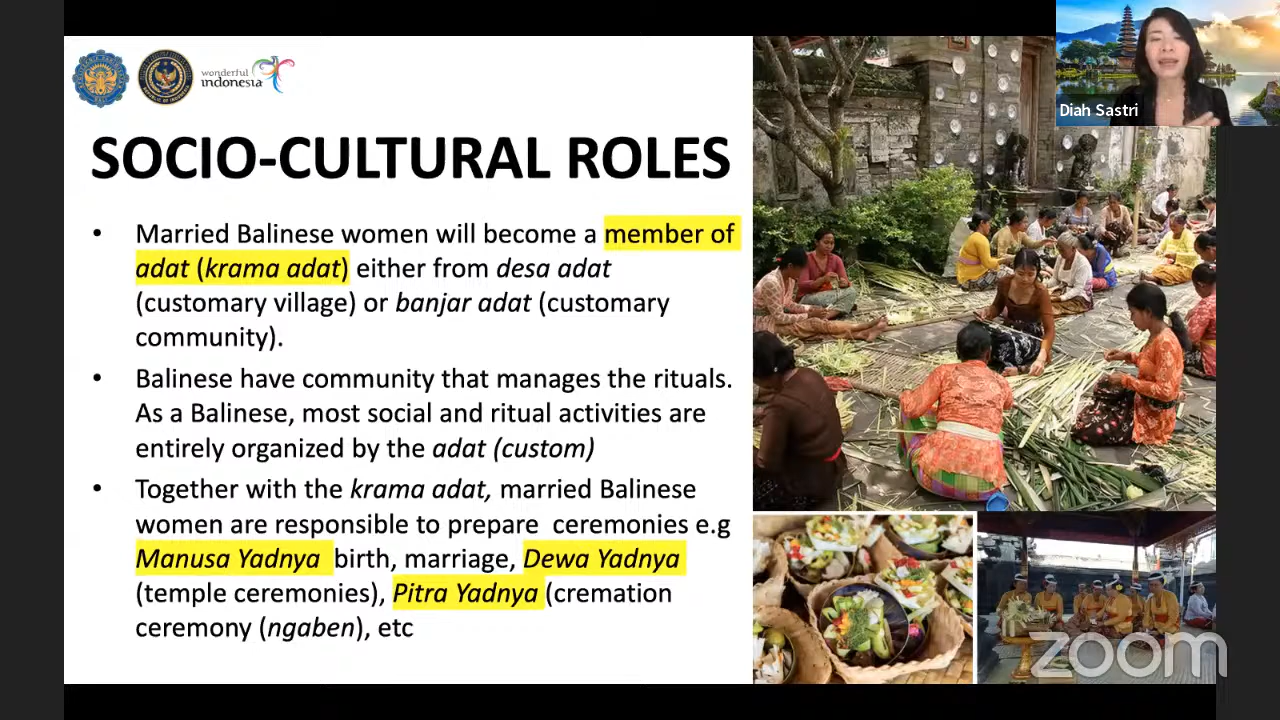 wonderful
indonesia
Diah Sastri
SOCIO-CULTURAL ROLES
• Married Balinese women will become a member of
adat (krama adat) either from desa adat
(customary village) or banjar adat (customary
community).
• Balinese have community that manages the rituals.
As a Balinese, most social and ritual activities are
entirely organized by the adat (custom)
• Together with the krama adat, married Balinese
women are responsible to prepare ceremonies e.g
Manusa Yadnya birth, marriage, Dewa Yadnya
(temple ceremonies), Pitra Yadnya (cremation
ceremony (ngaben), etc
zoom